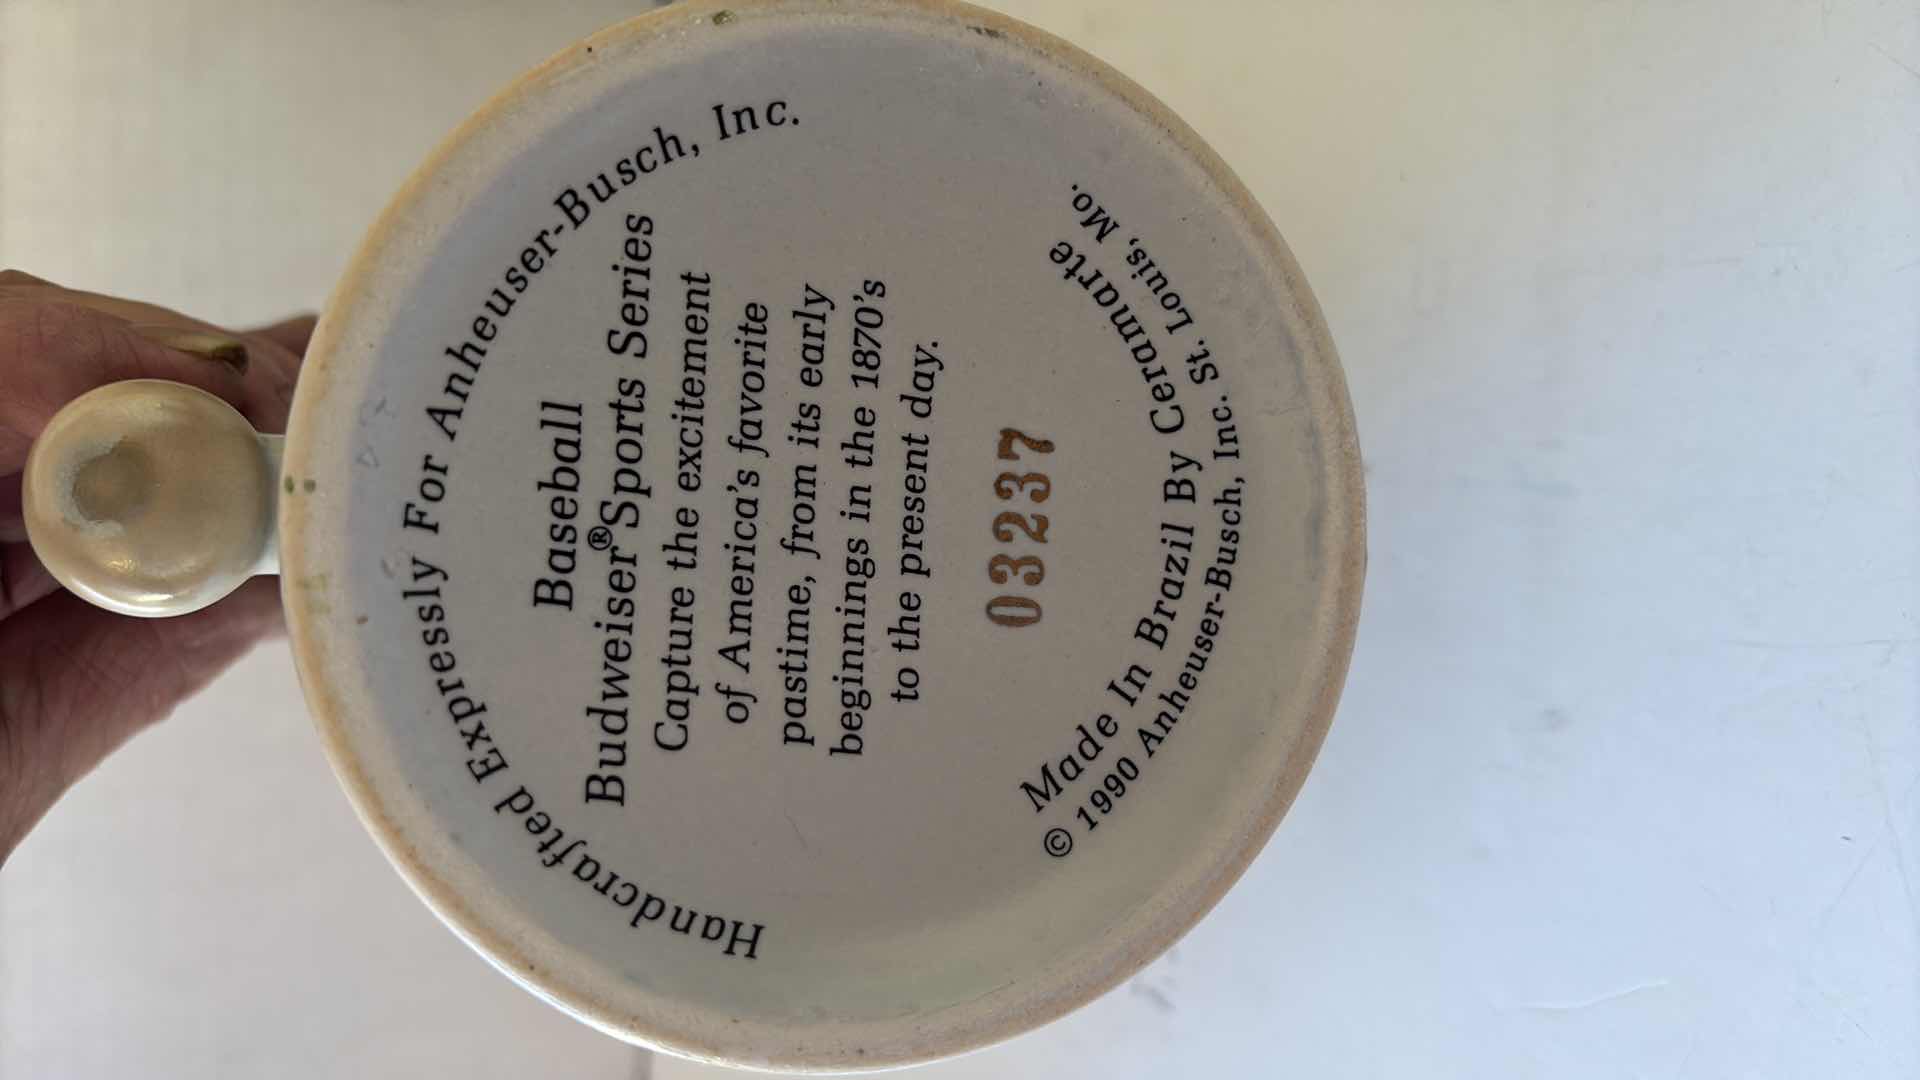 Handcrafted Expressly For Anheuser-Busch, Inc.
Baseball
Budweiser® Sports Series
Capture the excitement
of America's favorite
pastime, from its early
beginnings in the 1870's
to the present day.
03237
Made In Brazil By Ceramarte
© 1990 Anheuser-Busch, Inc. St. Louis, Mo.